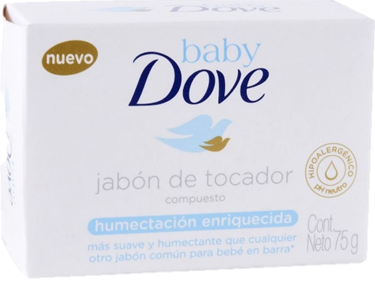 nuevo
baby
Dove
jabón de tocador
compuesto
humectación enriquecida
más suave y humectante que cualquier
otro jabón común para bebé en barra*
HIPOALERGÉNICO
pH neutro
Cont.
Neto 75 g